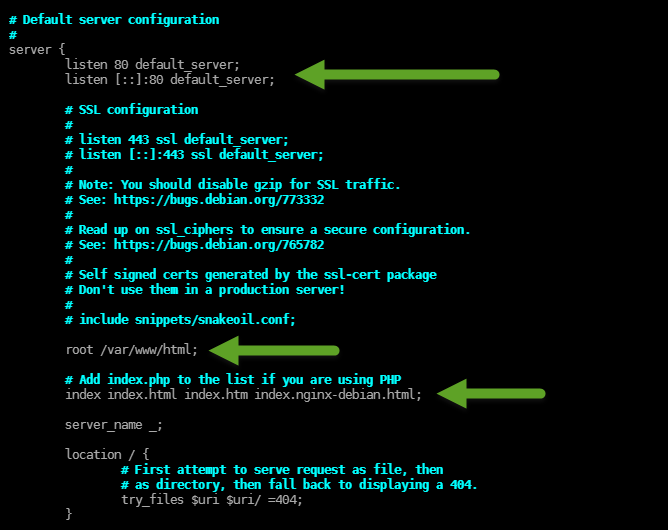 # Default server configuration
#
server {
listen 80 default_server;
listen [::]:80 default_server;
# SSL configuration
#
# listen 443 ssl default_server;
# listen [::]:443 ssl default_server;
#
# Note: You should disable gzip for SSL traffic.
# See: https://bugs.debian.org/773332
#
# Read up on ssl_ciphers to ensure a secure configuration.
# See: https://bugs.debian.org/765782
#
# Self signed certs generated by the ssl-cert package
# Don't use them in a production server!
#
# include snippets/snakeoil.conf;
root /var/www/html;
# Add index.php to the list if you are using PHP
index index.html index.htm index.nginx-debian.html;
server_name _;
location / {
# First attempt to serve request as file, then
# as directory, then fall back to displaying a 404.
try_files $uri $uri/ =404;
}